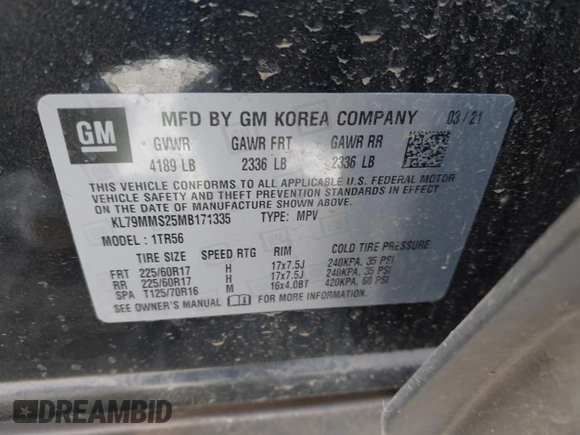 GM
MFD BY GM KOREA COMPANY 03/21
GVWR GAWR FRT GAWR RR
4189 LB 2336 LB 2336 LB
THIS VEHICLE CONFORMS TO ALL APPLICABLE U.S. FEDERAL MOTOR
VEHICLE SAFETY AND THEFT PREVENTION STANDARDS IN EFFECT
ON THE DATE OF MANUFACTURE SHOWN ABOVE.
KL79MMS25MB171335 TYPE: MPV
MODEL: 1TR56
TIRE SIZE SPEED RTG RIM COLD TIRE PRESSURE
FRT 225/60R17 H 17x7.5J 240KPA, 35 PSI
RR 225/60R17 H 17x7.5J 240KPA, 35 PSI
SPA T125/70R16 M 16x4.0BT 420KPA, 60 PSI
SEE OWNER'S MANUAL FOR MORE INFORMATION
DREAMBID